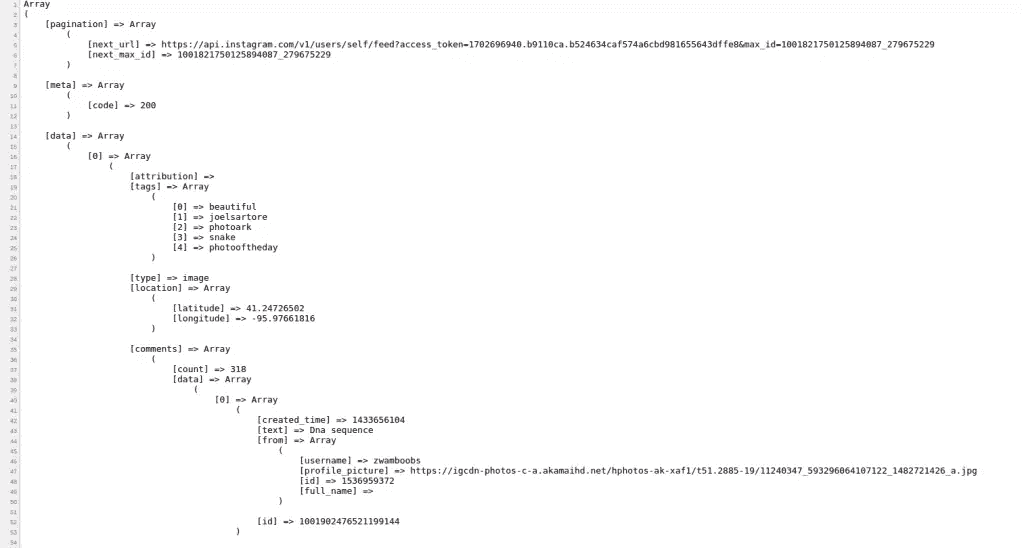 1 Array
2 (
3 [pagination] => Array
4 (
5 [next_url] => https://api.instagram.com/v1/users/self/feed?access_token=1702696940.b9110ca.b524634caf574a6cbd981655643dffe8&max_id=1001821750125894087_279675229
6 [next_max_id] => 1001821750125894087_279675229
7 )
8
9 [meta] => Array
10 (
11 [code] => 200
12 )
13
14 [data] => Array
15 (
16 [0] => Array
17 (
18 [attribution] =>
19 [tags] => Array
20 (
21 [0] => beautiful
22 [1] => joelsartore
23 [2] => photoark
24 [3] => snake
25 [4] => photooftheday
26 )
27
28 [type] => image
29 [location] => Array
30 (
31 [latitude] => 41.24726502
32 [longitude] => -95.97661816
33 )
34
35 [comments] => Array
36 (
37 [count] => 318
38 [data] => Array
39 (
40 [0] => Array
41 (
42 [created_time] => 1433656104
43 [text] => Dna sequence
44 [from] => Array
45 (
46 [username] => zwamboobs
47 [profile_picture] => https://igcdn-photos-c-a.akamaihd.net/hphotos-ak-xaf1/t51.2885-19/11240347_593296064107122_1482721426_a.jpg
48 [id] => 1536959372
49 [full_name] =>
50 )
51
52 [id] => 1001902476521199144
53 )
54